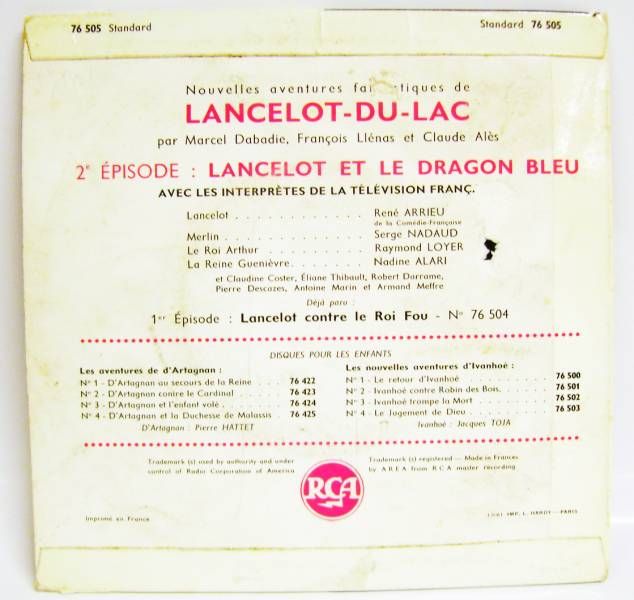 76 505 Standard
Standard 76 505
Nouvelles aventures de
LANCELOT-DU-LAC
par Marcel Dabadie, François Llénas et Claude Alès
2e ÉPISODE : LANCELOT ET LE DRAGON BLEU
AVEC LES INTERPRÈTES DE LA TÉLÉVISION FRANÇ.
Lancelot . . . . . . . . . . . . René ARRIEU
de la Comédie-Française
Merlin . . . . . . . . . . . . . Serge NADAUD
Le Roi Arthur . . . . . . . . . . Raymond LOYER
La Reine Guenièvre . . . . . . . Nadine ALARI
et Claudine Coster, Éliane Thibault, Robert Darrame,
Pierre Descazes, Antoine Marin et Armand Meffre
Déjà paru :
1er Épisode : Lancelot contre le Roi Fou - No 76 504
DISQUES POUR LES ENFANTS
Les aventures de d'Artagnan :
No 1 - D'Artagnan au secours de la Reine . . . 76 422
No 2 - D'Artagnan contre le Cardinal . . . . . 76 423
No 3 - D'Artagnan et l'enfant volé . . . . . . 76 424
No 4 - D'Artagnan et la Duchesse de Malassis . 76 425
D'Artagnan : Pierre HATTET
Les nouvelles aventures d'Ivanhoé :
No 1 - Le retour d'Ivanhoé . . . . . . . . . . 76 500
No 2 - Ivanhoé contre Robin des Bois . . . . . 76 501
No 3 - Ivanhoé trompe la Mort . . . . . . . . 76 502
No 4 - Le Jugement de Dieu . . . . . . . . . . 76 503
Ivanhoé : Jacques TOJA
Trademark (s) used by authority and under
control of Radio Corporation of America
RCA
Trademark (s) registered — Made in Frances
by AREA from RCA master recording
Imprimé en France
IMP. L. HARDY — PARIS